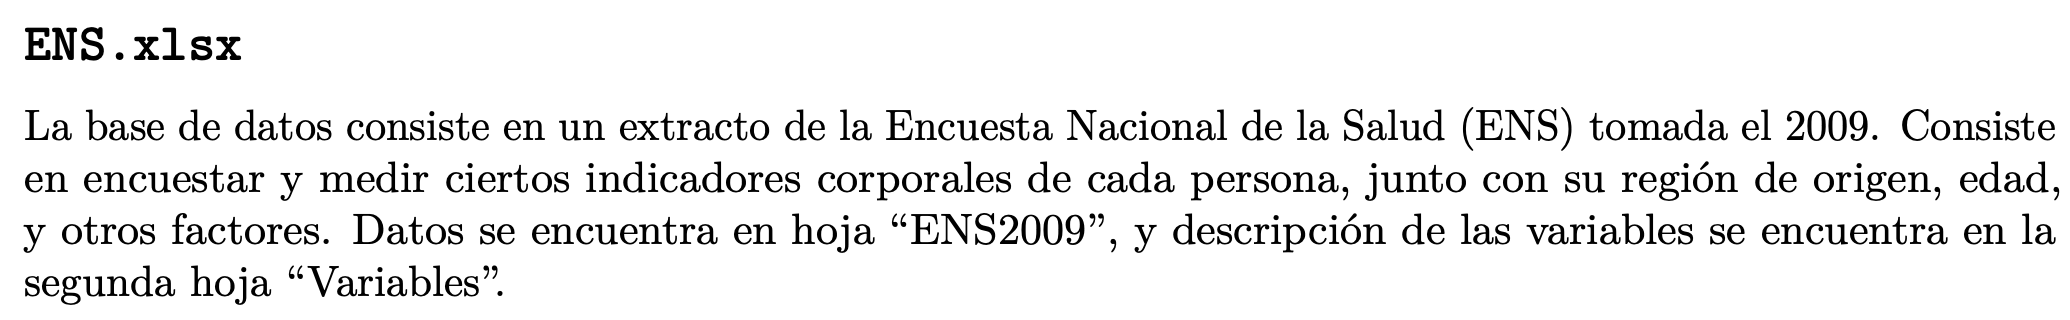 ENS.xlsx
La base de datos consiste en un extracto de la Encuesta Nacional de la Salud (ENS) tomada el 2009. Consiste
en encuestar y medir ciertos indicadores corporales de cada persona, junto con su región de origen, edad,
y otros factores. Datos se encuentra en hoja “ENS2009”, y descripción de las variables se encuentra en la
segunda hoja “Variables”.